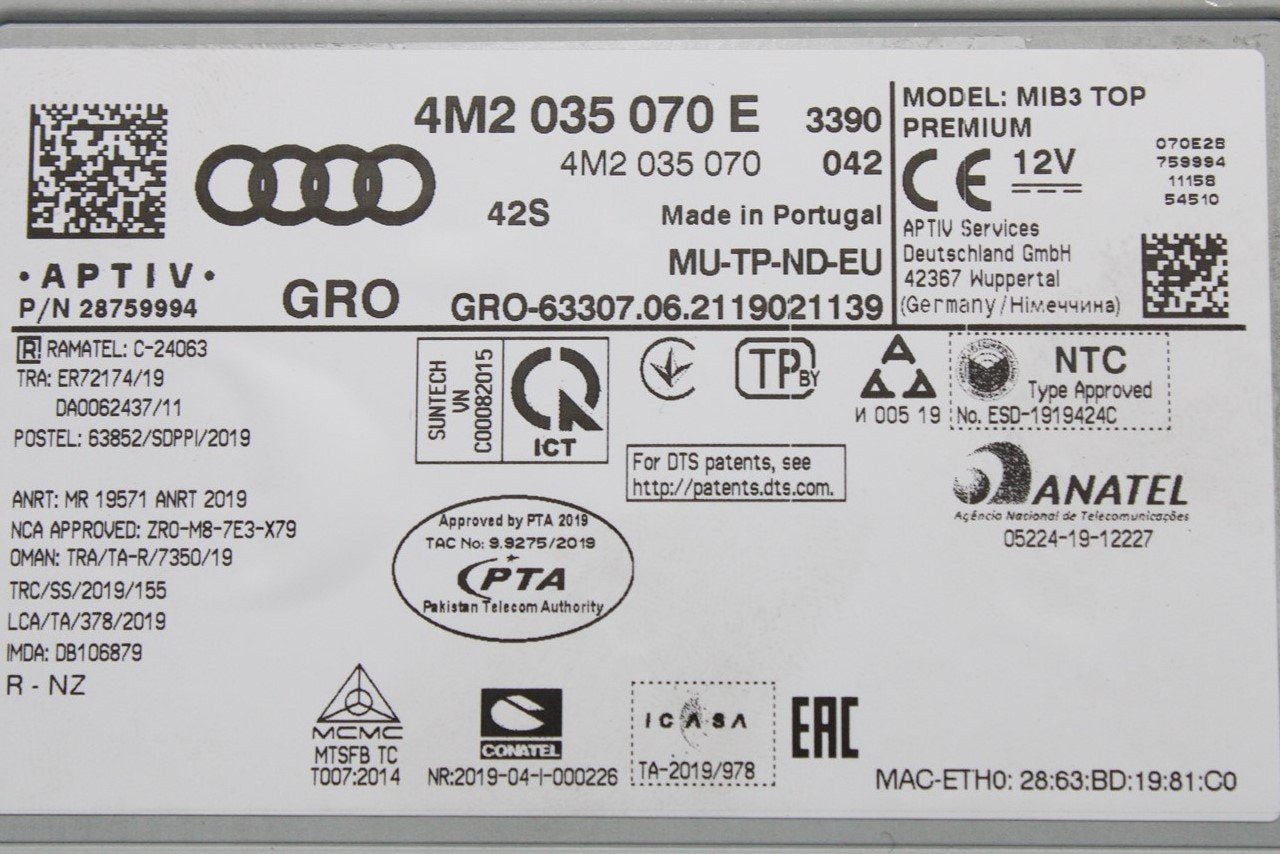 4M2 035 070 E 3390
4M2 035 070 042
42S Made in Portugal
MU-TP-ND-EU
• A P T I V •
P/N 28759994
GRO GRO-63307.06.2119021139
MODEL: MIB3 TOP
PREMIUM
CE 12V
070E2B
759994
11158
54510
APTIV Services
Deutschland GmbH
42367 Wuppertal
(Germany/Німеччина)
R RAMATEL: C-24063
TRA: ER72174/19
DA0062437/11
POSTEL: 63852/SDPPI/2019
ANRT: MR 19571 ANRT 2019
NCA APPROVED: ZRO-M8-7E3-X79
OMAN: TRA/TA-R/7350/19
TRC/SS/2019/155
LCA/TA/378/2019
IMDA: DB106879
R - NZ
SUNTECH
VN
C00082015
ICT
TP BY
И 005 19
NTC
Type Approved
No. ESD-1919424C
For DTS patents, see
http://patents.dts.com.
ANATEL
Agência Nacional de Telecomunicações
05224-19-12227
Approved by PTA 2019
TAC No: 9.9275/2019
PTA
Pakistan Telecom Authority
MCMC
MTSFB TC
T007:2014
CONATEL
NR:2019-04-I-000226
ICASA
TA-2019/978
EAC
MAC-ETH0: 28:63:BD:19:81:C0